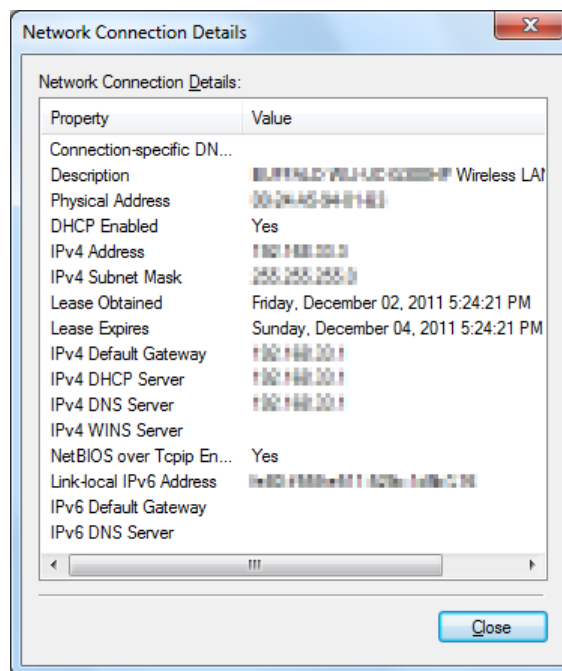 Network Connection Details
Network Connection Details:
Property Value
Connection-specific DN...
Description Wireless LAN
Physical Address
DHCP Enabled Yes
IPv4 Address
IPv4 Subnet Mask
Lease Obtained Friday, December 02, 2011 5:24:21 PM
Lease Expires Sunday, December 04, 2011 5:24:21 PM
IPv4 Default Gateway
IPv4 DHCP Server
IPv4 DNS Server
IPv4 WINS Server
NetBIOS over Tcpip En... Yes
Link-local IPv6 Address
IPv6 Default Gateway
IPv6 DNS Server
Close